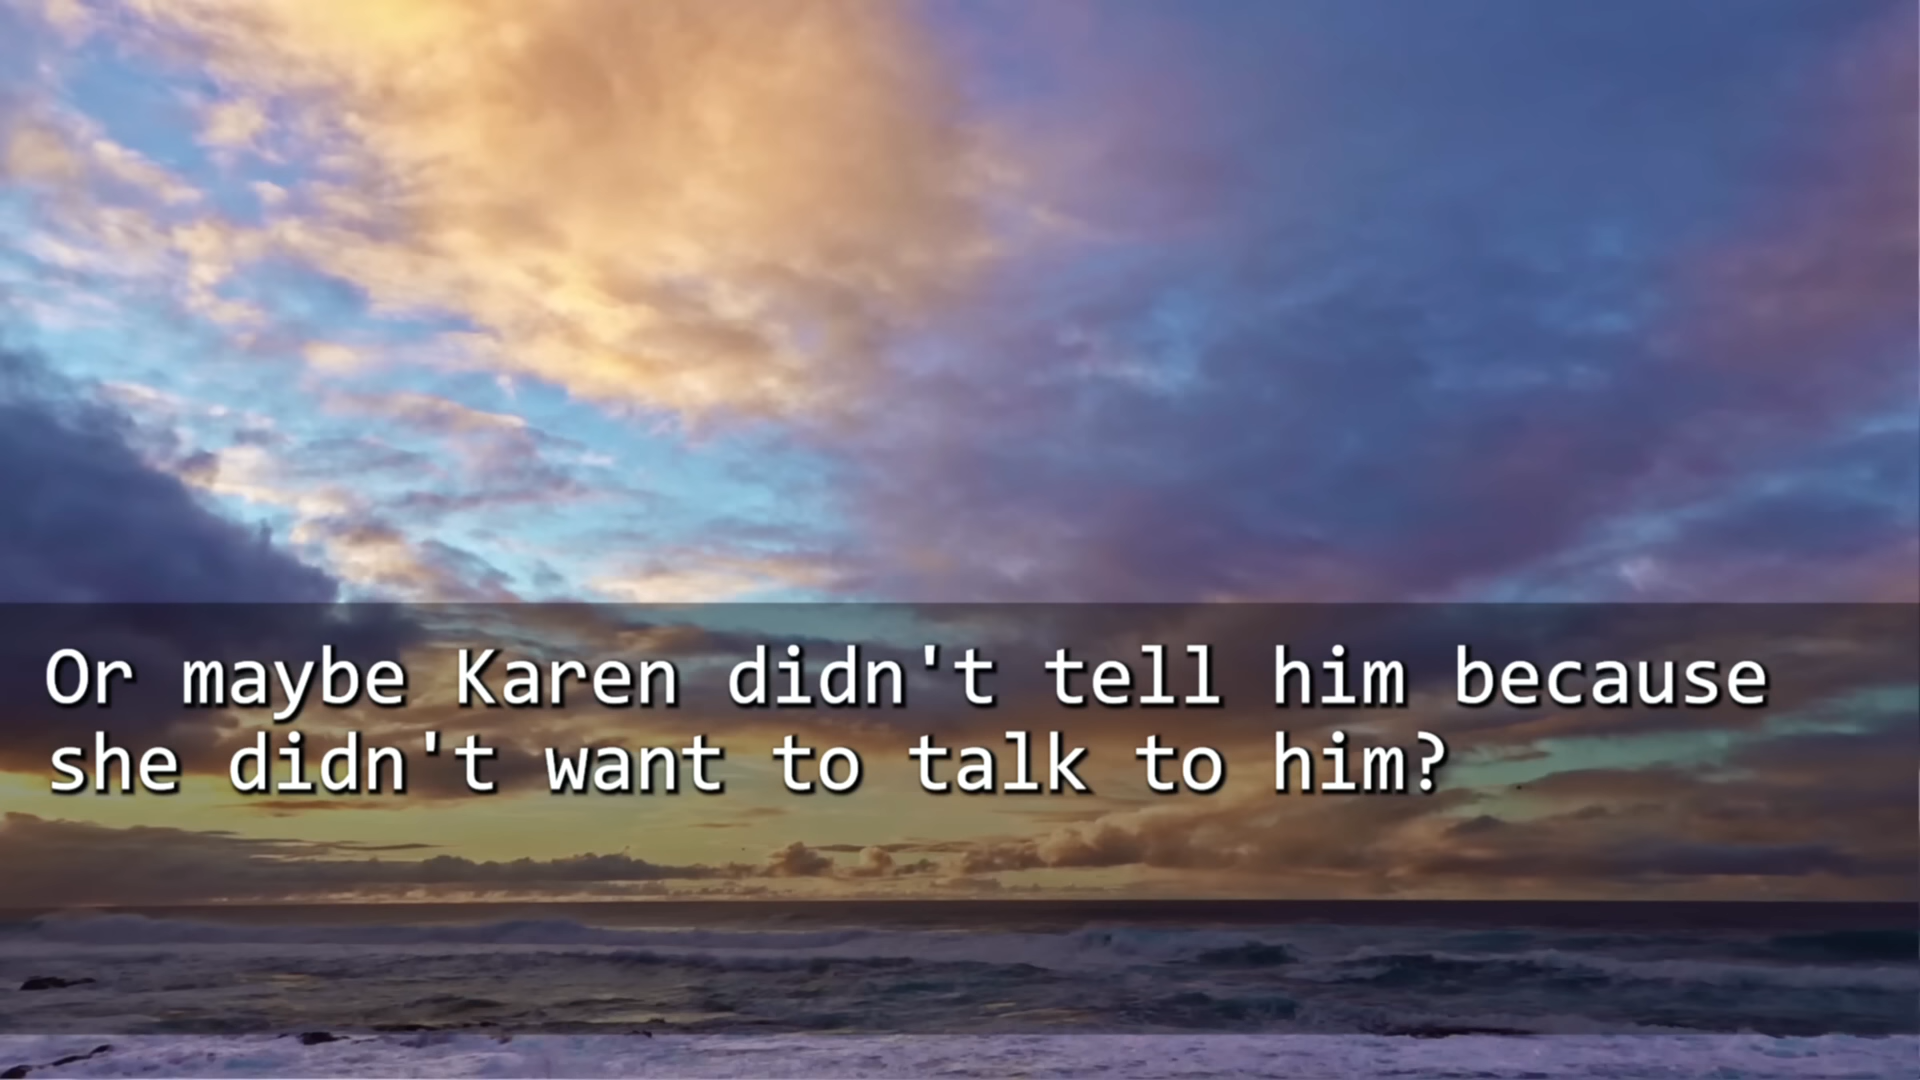 Or maybe Karen didn't tell him because
she didn't want to talk to him?